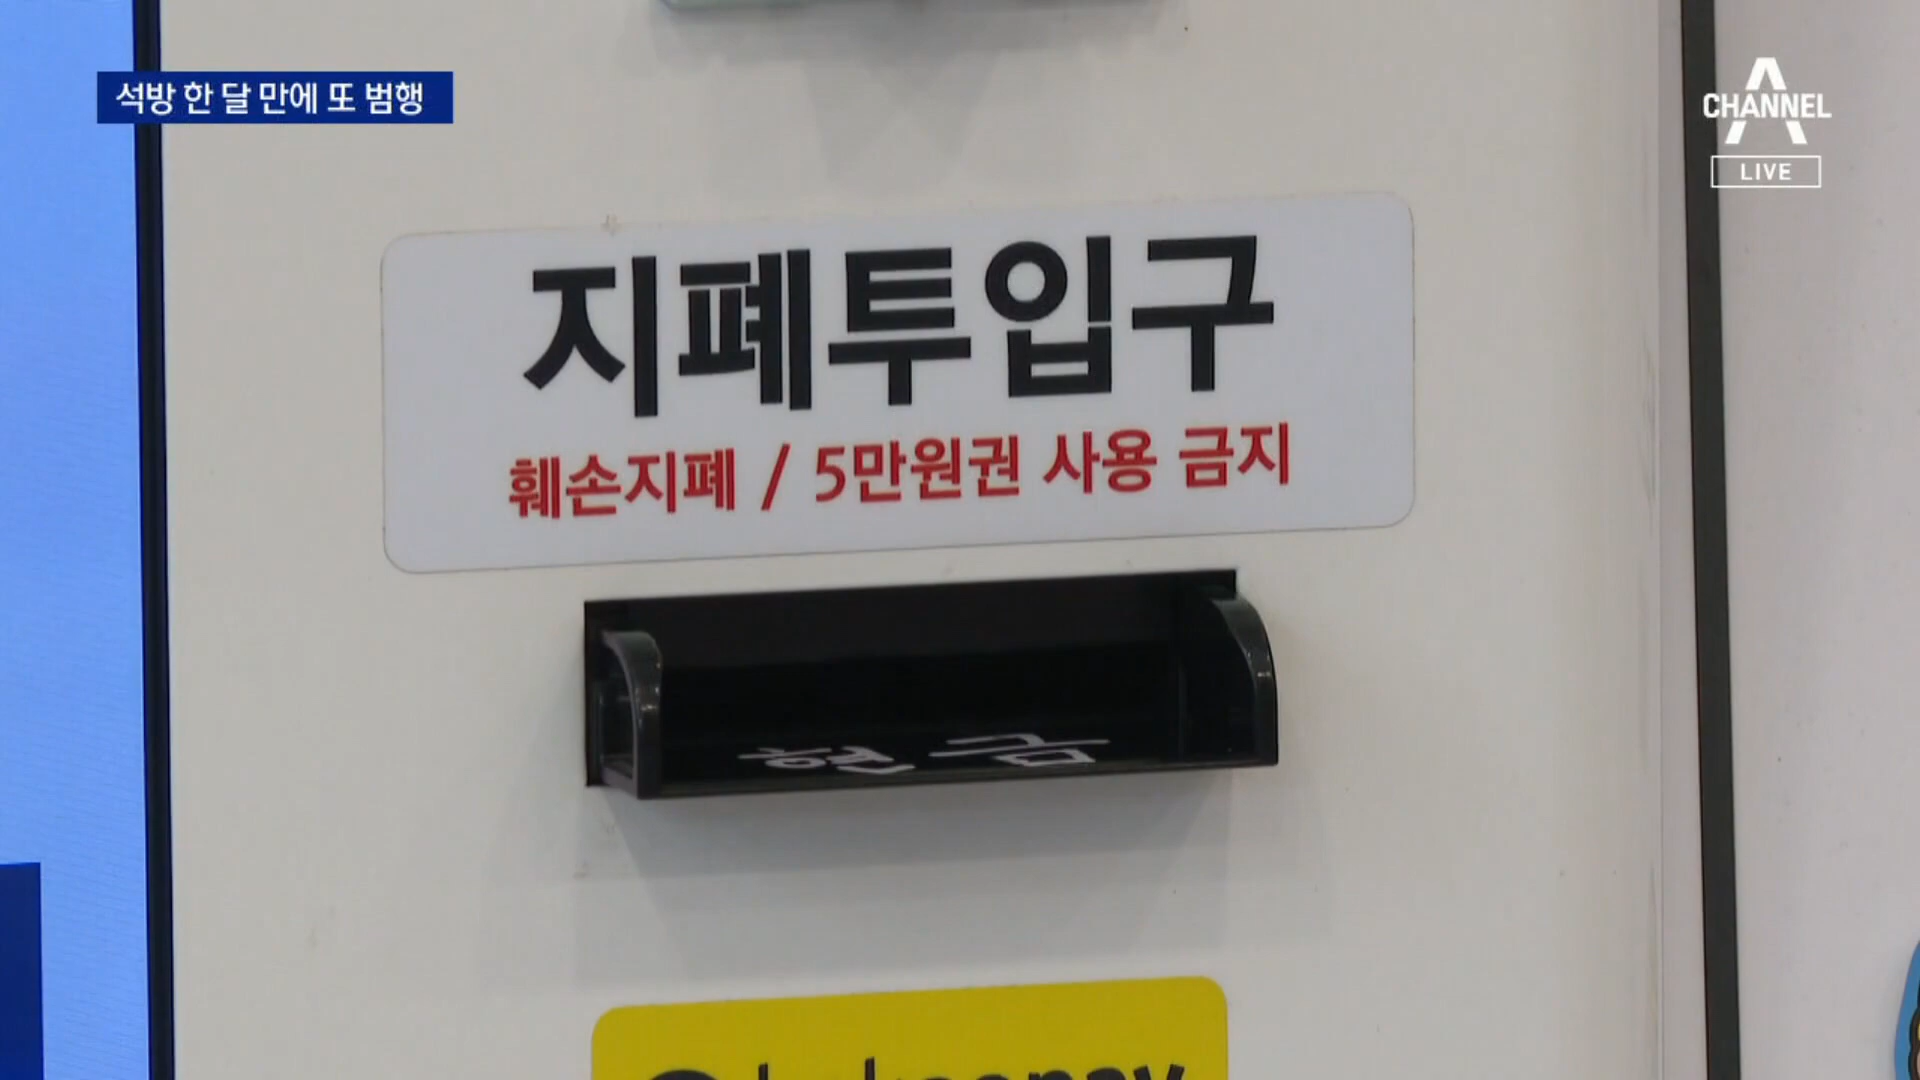 석방 한 달 만에 또 범행
CHANNEL A
LIVE
지폐투입구
훼손지폐 / 5만원권 사용 금지
현금